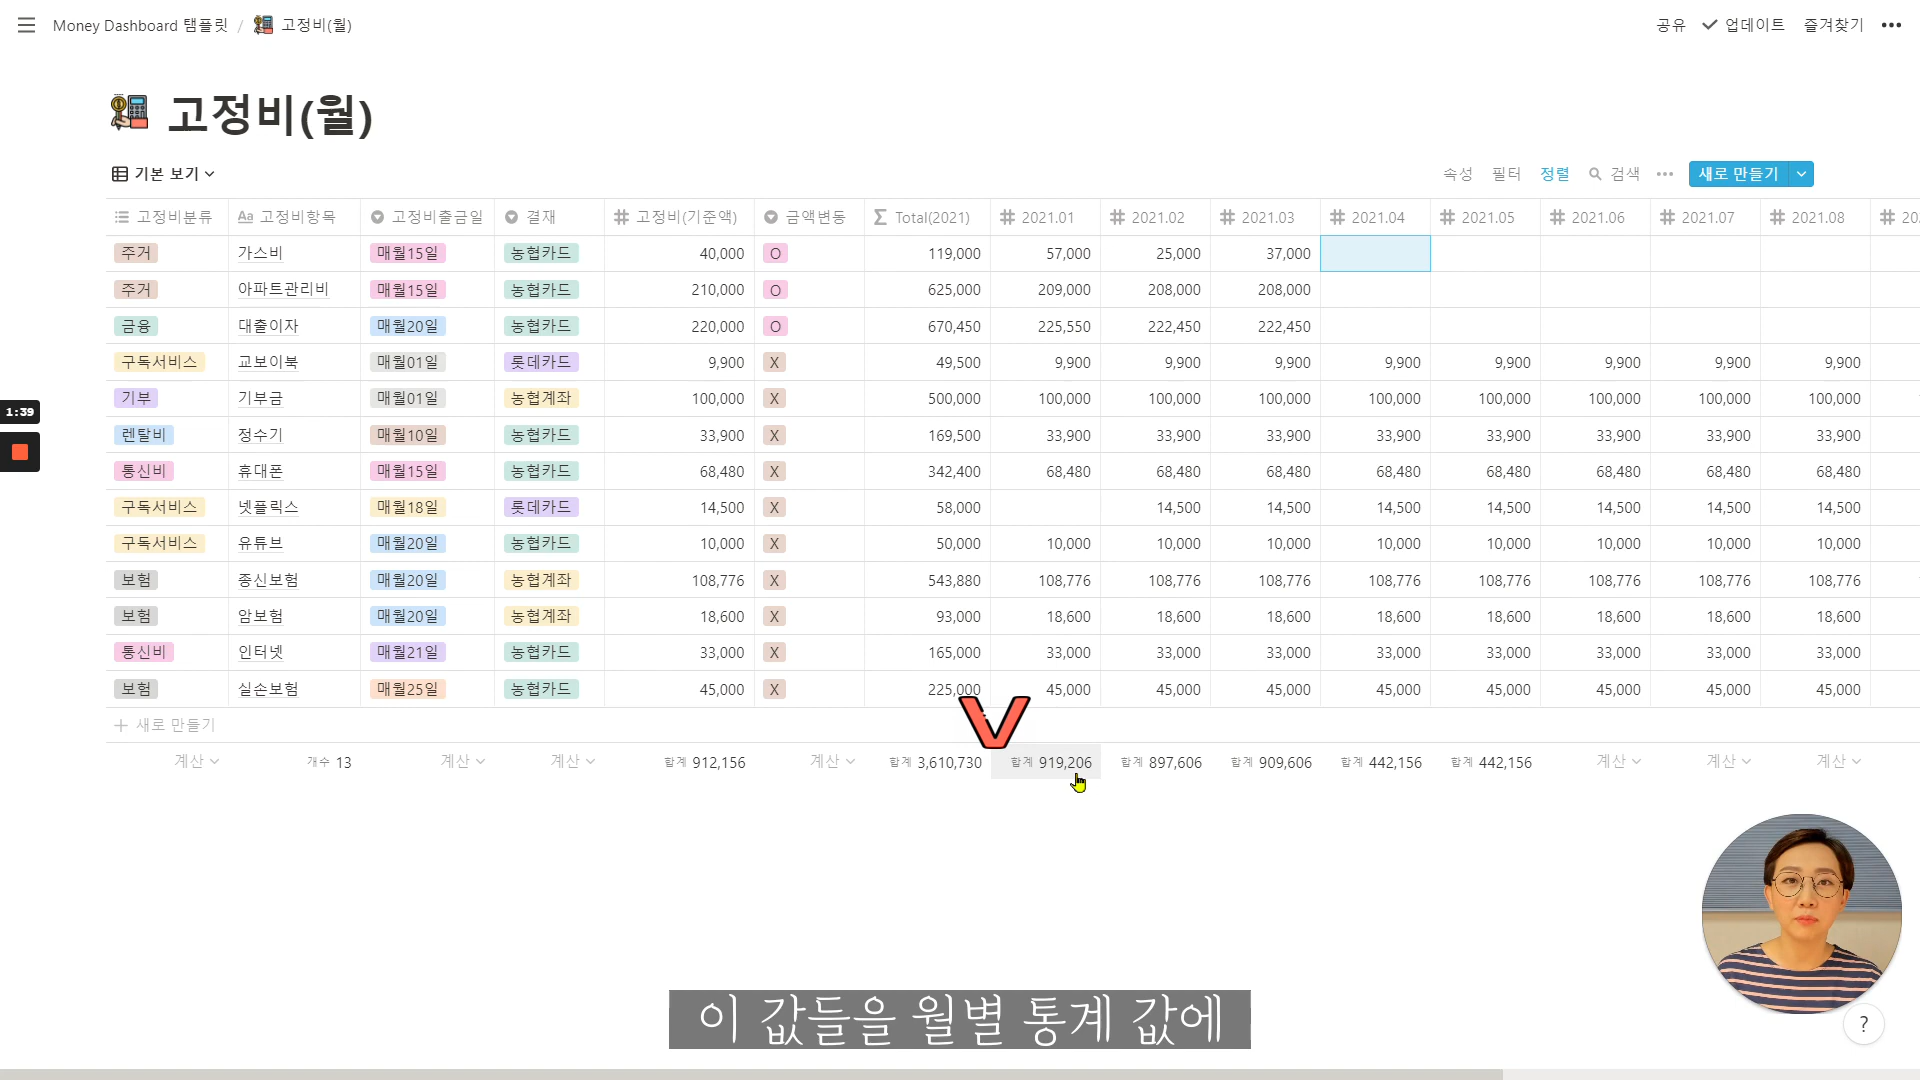 Money Dashboard 탬플릿 / 고정비(월)
공유 업데이트 즐겨찾기 •••
고정비(월)
기본 보기
속성 필터 정렬 검색 ••• 새로 만들기
고정비분류 Aa 고정비항목 고정비출금일 결재 # 고정비(기준액) 금액변동 Σ Total(2021) # 2021.01 # 2021.02 # 2021.03 # 2021.04 # 2021.05 # 2021.06 # 2021.07 # 2021.08 # 20
주거 가스비 매월15일 농협카드 40,000 O 119,000 57,000 25,000 37,000
주거 아파트관리비 매월15일 농협카드 210,000 O 625,000 209,000 208,000 208,000
금융 대출이자 매월20일 농협카드 220,000 O 670,450 225,550 222,450 222,450
구독서비스 교보이북 매월01일 롯데카드 9,900 X 49,500 9,900 9,900 9,900 9,900 9,900 9,900 9,900 9,900
기부 기부금 매월01일 농협계좌 100,000 X 500,000 100,000 100,000 100,000 100,000 100,000 100,000 100,000 100,000
렌탈비 정수기 매월10일 농협카드 33,900 X 169,500 33,900 33,900 33,900 33,900 33,900 33,900 33,900 33,900
통신비 휴대폰 매월15일 농협카드 68,480 X 342,400 68,480 68,480 68,480 68,480 68,480 68,480 68,480 68,480
구독서비스 넷플릭스 매월18일 롯데카드 14,500 X 58,000 14,500 14,500 14,500 14,500 14,500 14,500 14,500
구독서비스 유튜브 매월20일 농협카드 10,000 X 50,000 10,000 10,000 10,000 10,000 10,000 10,000 10,000 10,000
보험 종신보험 매월20일 농협계좌 108,776 X 543,880 108,776 108,776 108,776 108,776 108,776 108,776 108,776 108,776
보험 암보험 매월20일 농협계좌 18,600 X 93,000 18,600 18,600 18,600 18,600 18,600 18,600 18,600 18,600
통신비 인터넷 매월21일 농협카드 33,000 X 165,000 33,000 33,000 33,000 33,000 33,000 33,000 33,000 33,000
보험 실손보험 매월25일 농협카드 45,000 X 225,000 45,000 45,000 45,000 45,000 45,000 45,000 45,000 45,000
+ 새로 만들기
계산 개수 13 계산 계산 합계 912,156 계산 합계 3,610,730 합계 919,206 합계 897,606 합계 909,606 합계 442,156 합계 442,156 계산 계산 계산
1:39
이 값들을 월별 통계 값에
?